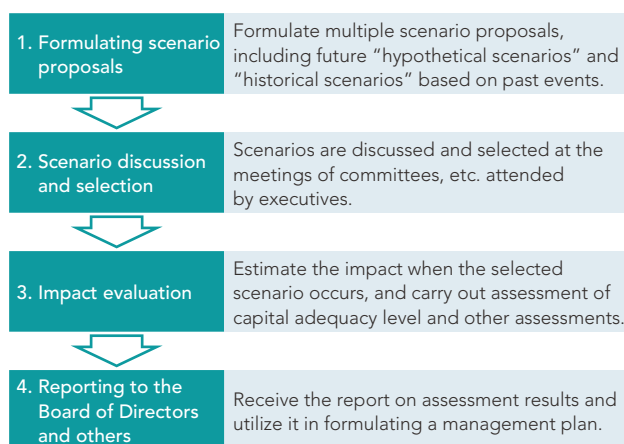 1. Formulating scenario
proposals
Formulate multiple scenario proposals,
including future “hypothetical scenarios” and
“historical scenarios” based on past events.
2. Scenario discussion
and selection
Scenarios are discussed and selected at the
meetings of committees, etc. attended
by executives.
3. Impact evaluation
Estimate the impact when the selected
scenario occurs, and carry out assessment of
capital adequacy level and other assessments.
4. Reporting to the
Board of Directors
and others
Receive the report on assessment results and
utilize it in formulating a management plan.